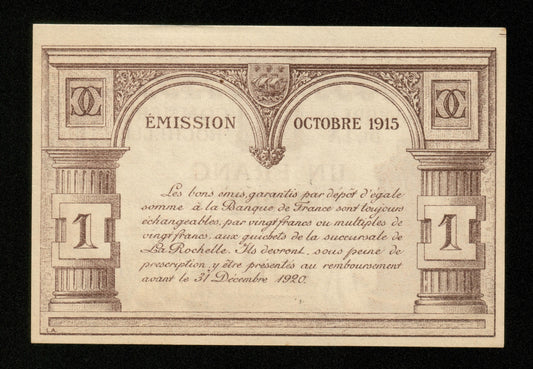 ÉMISSION OCTOBRE 1915
Les bons émis, garantis par dépôt d'égale
somme à la Banque de France sont toujours
échangeables, par vingt francs ou multiples de
vingt francs, aux guichets de la succursale de
La Rochelle. Ils devront, sous peine de
prescription, y être présentés au remboursement
avant le 31 Décembre 1920.
1 1
L.A.